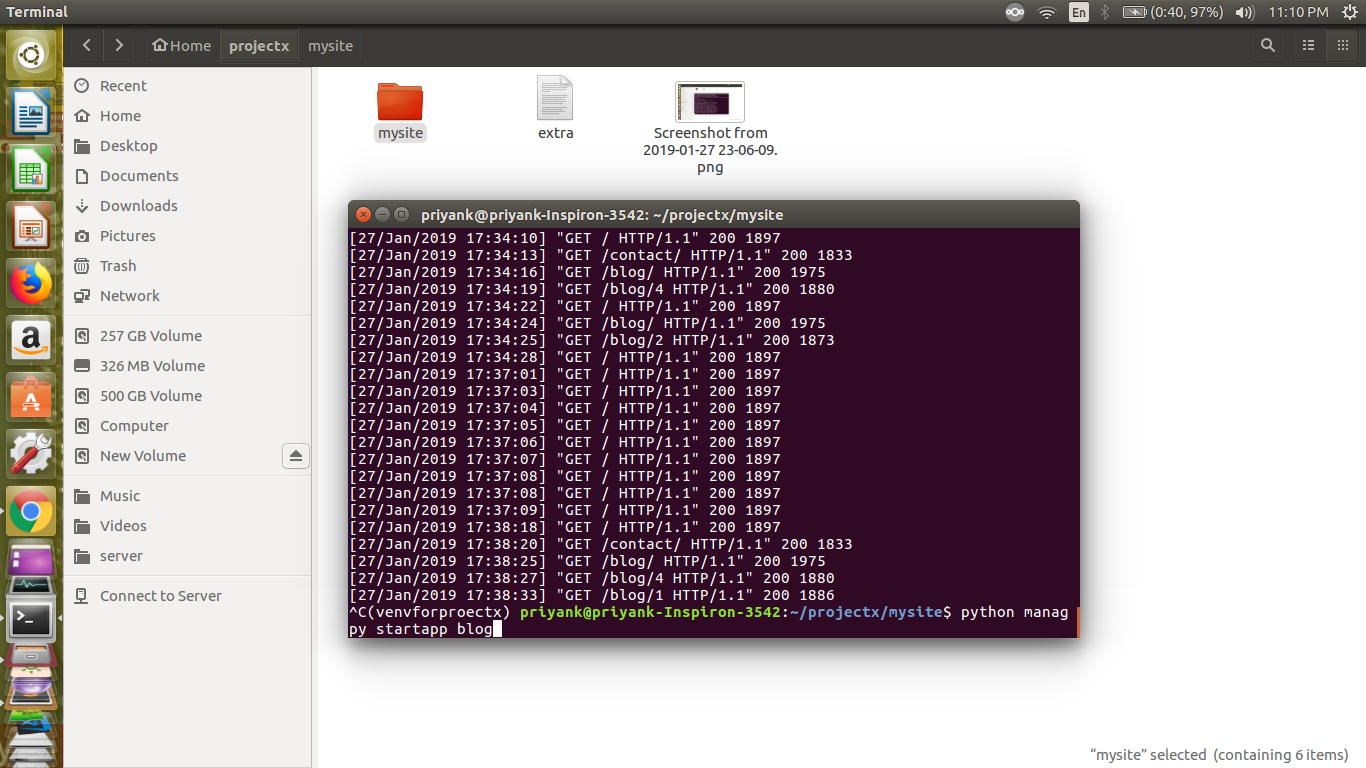 Terminal
En
(0:40, 97%)
11:10 PM
Home
projectx
mysite
Recent
Home
Desktop
Documents
Downloads
Pictures
Trash
Network
257 GB Volume
326 MB Volume
500 GB Volume
Computer
New Volume
Music
Videos
server
Connect to Server
mysite
extra
Screenshot from
2019-01-27 23-06-09.
png
priyank@priyank-Inspiron-3542: ~/projectx/mysite
[27/Jan/2019 17:34:10] "GET / HTTP/1.1" 200 1897
[27/Jan/2019 17:34:13] "GET /contact/ HTTP/1.1" 200 1833
[27/Jan/2019 17:34:16] "GET /blog/ HTTP/1.1" 200 1975
[27/Jan/2019 17:34:19] "GET /blog/4 HTTP/1.1" 200 1880
[27/Jan/2019 17:34:22] "GET / HTTP/1.1" 200 1897
[27/Jan/2019 17:34:24] "GET /blog/ HTTP/1.1" 200 1975
[27/Jan/2019 17:34:25] "GET /blog/2 HTTP/1.1" 200 1873
[27/Jan/2019 17:34:28] "GET / HTTP/1.1" 200 1897
[27/Jan/2019 17:37:01] "GET / HTTP/1.1" 200 1897
[27/Jan/2019 17:37:03] "GET / HTTP/1.1" 200 1897
[27/Jan/2019 17:37:04] "GET / HTTP/1.1" 200 1897
[27/Jan/2019 17:37:05] "GET / HTTP/1.1" 200 1897
[27/Jan/2019 17:37:06] "GET / HTTP/1.1" 200 1897
[27/Jan/2019 17:37:07] "GET / HTTP/1.1" 200 1897
[27/Jan/2019 17:37:08] "GET / HTTP/1.1" 200 1897
[27/Jan/2019 17:37:08] "GET / HTTP/1.1" 200 1897
[27/Jan/2019 17:37:09] "GET / HTTP/1.1" 200 1897
[27/Jan/2019 17:38:18] "GET / HTTP/1.1" 200 1897
[27/Jan/2019 17:38:20] "GET /contact/ HTTP/1.1" 200 1833
[27/Jan/2019 17:38:25] "GET /blog/ HTTP/1.1" 200 1975
[27/Jan/2019 17:38:27] "GET /blog/4 HTTP/1.1" 200 1880
[27/Jan/2019 17:38:33] "GET /blog/1 HTTP/1.1" 200 1886
^C(venvforproectx) priyank@priyank-Inspiron-3542:~/projectx/mysite$ python manag
py startapp blog
“mysite” selected (containing 6 items)